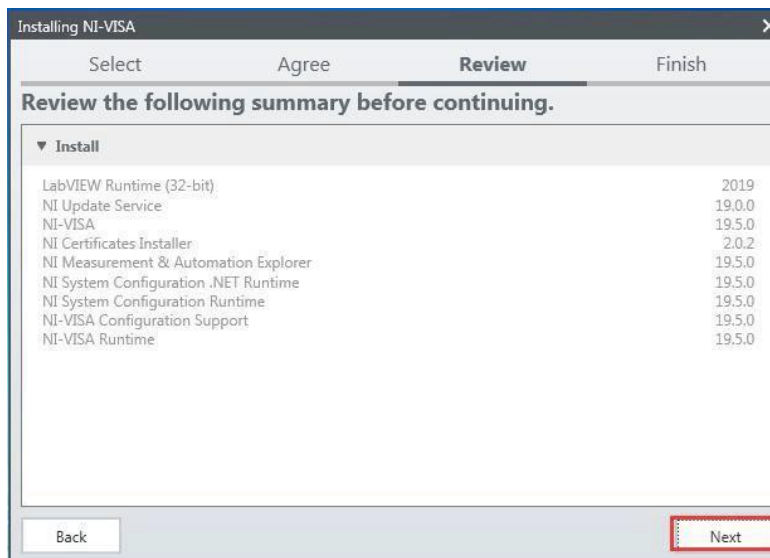 Installing NI-VISA
Select Agree Review Finish
Review the following summary before continuing.
Install
LabVIEW Runtime (32-bit) 2019
NI Update Service 19.0.0
NI-VISA 19.5.0
NI Certificates Installer 2.0.2
NI Measurement & Automation Explorer 19.5.0
NI System Configuration .NET Runtime 19.5.0
NI System Configuration Runtime 19.5.0
NI-VISA Configuration Support 19.5.0
NI-VISA Runtime 19.5.0
Back Next